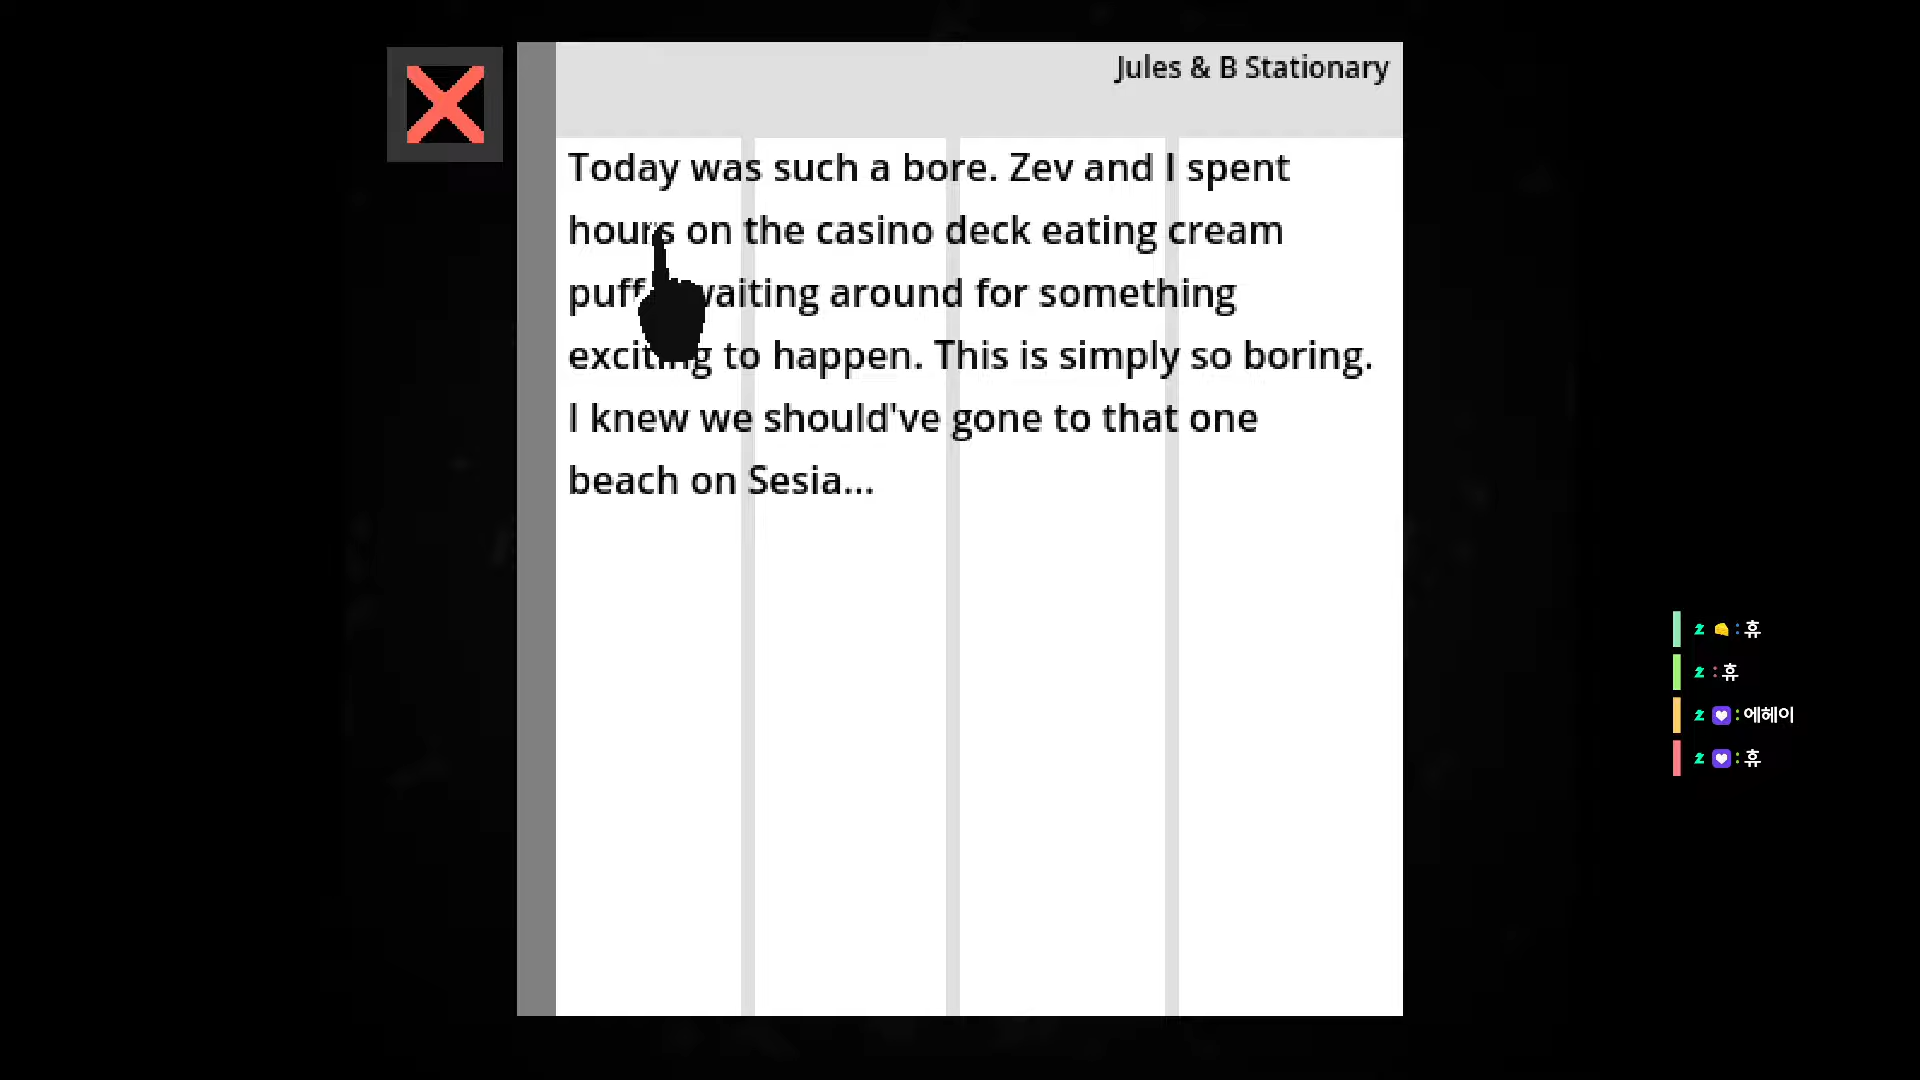 Jules & B Stationary
Today was such a bore. Zev and I spent
hours on the casino deck eating cream
waiting around for something
exciting to happen. This is simply so boring.
I knew we should've gone to that one
beach on Sesia...
z : 휴
z : 휴
z : 에헤이
z : 휴